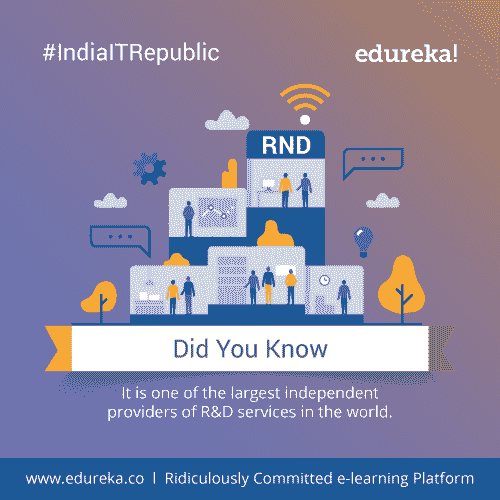 #IndiaITRepublic
edureka!
RND
Did You Know
It is one of the largest independent
providers of R&D services in the world.
www.edureka.co | Ridiculously Committed e-learning Platform